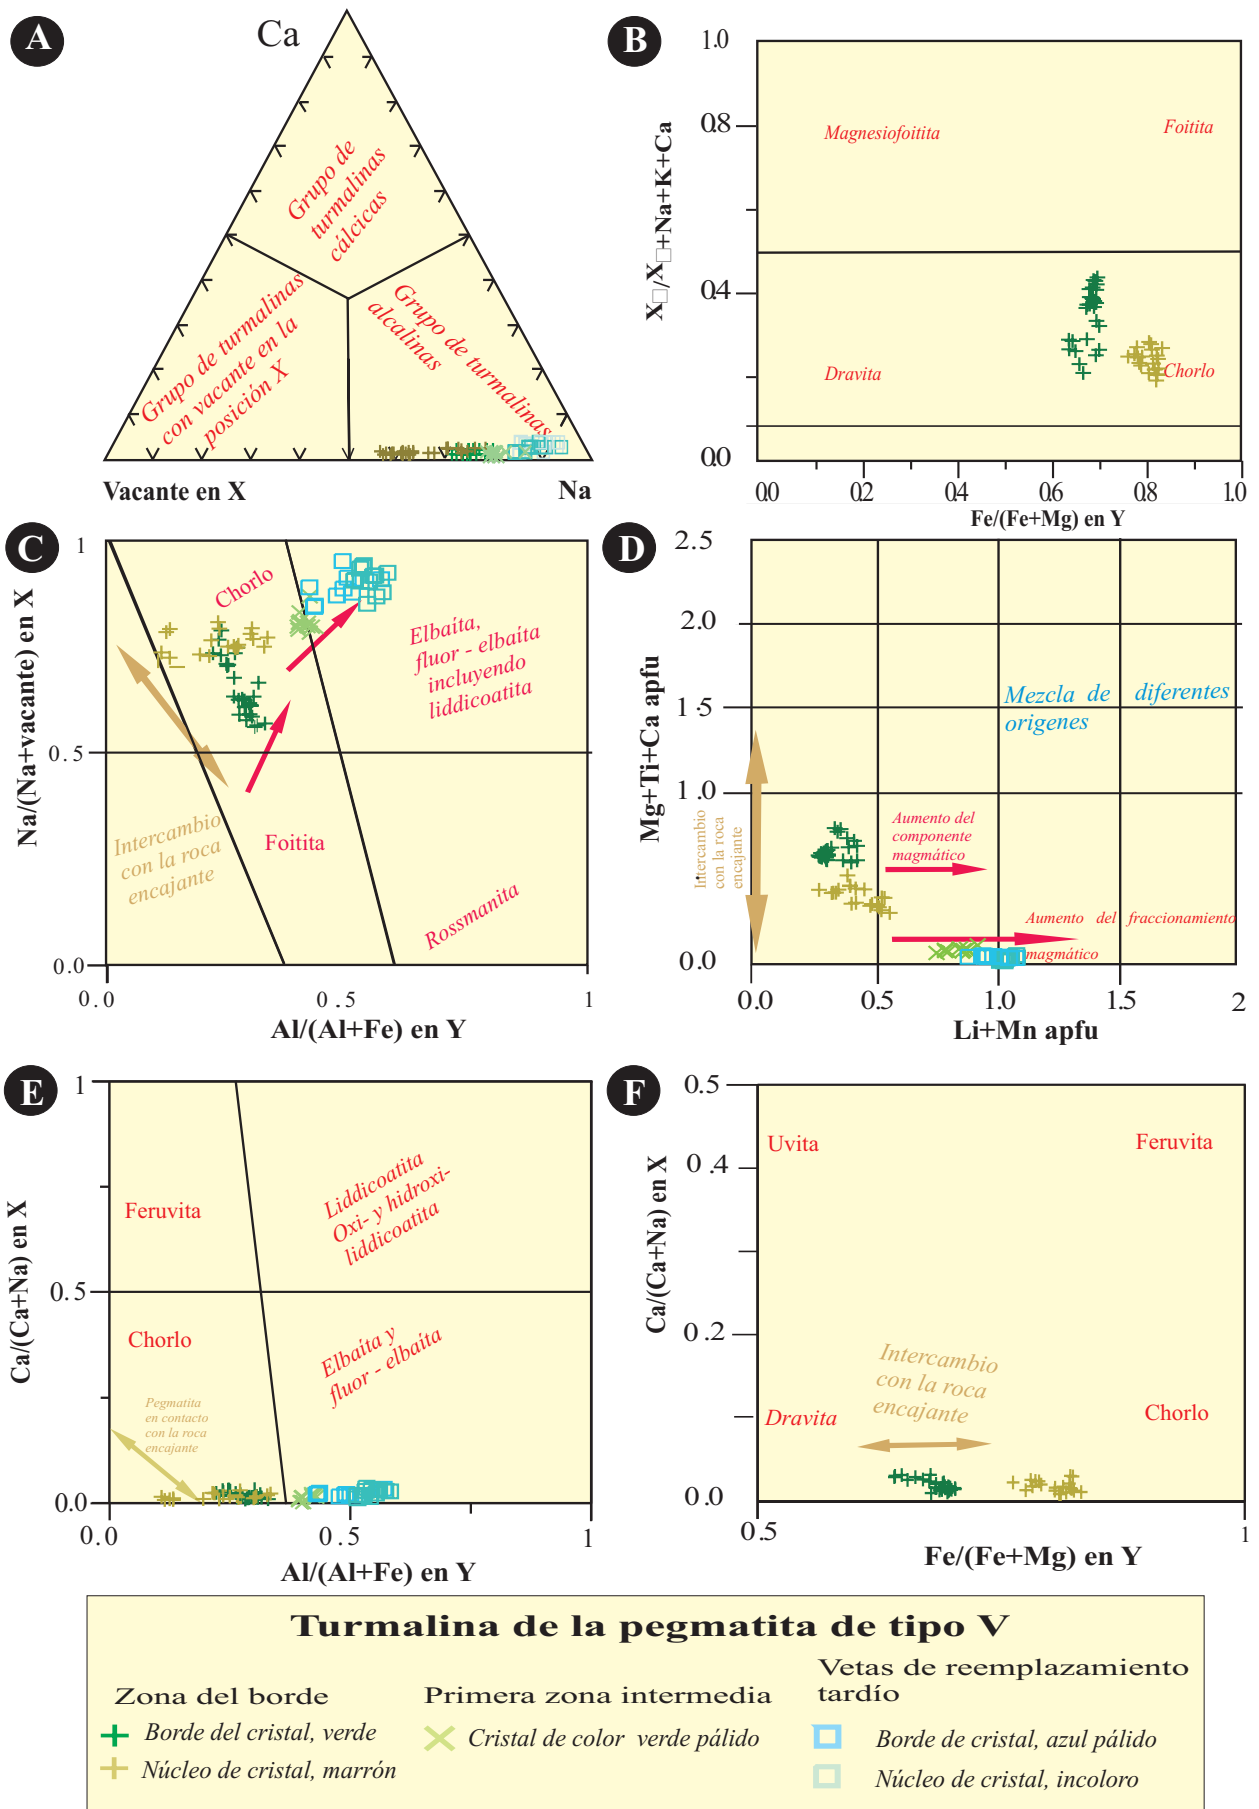 A
Ca
Grupo de
turmalinas
cálcicas
Grupo de turmalinas
con vacante en la
posición X
Grupo de turmalinas
alcalinas
Vacante en X
Na
B
X□/X□+Na+K+Ca
1.0
0.8
0.4
0.0
Magnesiofoitita
Foitita
Dravita
Chorlo
0.0
0.2
0.4
0.6
0.8
1.0
Fe/(Fe+Mg) en Y
C
Na/(Na+vacante) en X
1
0.5
0.0
Chorlo
Elbaíta,
fluor - elbaíta
incluyendo
liddicoatita
Intercambio
con la roca
encajante
Foitita
Rossmanita
0.0
0.5
1
Al/(Al+Fe) en Y
D
Mg+Ti+Ca apfu
2.5
2.0
1 5
1.0
0.0
Mezcla de diferentes
origenes
Intercambio
con la roca
encajante
Aumento del
componente
magmático
Aumento del fraccionamiento
magmático
0.0
0.5
1.0
1.5
2
Li+Mn apfu
E
Ca/(Ca+Na) en X
1
0.5
0.0
Feruvita
Liddicoatita
Oxi- y hidroxi-
liddicoatita
Chorlo
Elbaíta y
fluor - elbaíta
Pegmatita
en contacto
con la roca
encajante
0.0
0.5
1
Al/(Al+Fe) en Y
F
Ca/(Ca+Na) en X
0.5
0.4
0.2
0.0
Uvita
Feruvita
Intercambio
con la roca
encajante
Dravita
Chorlo
0.5
1
Fe/(Fe+Mg) en Y
Turmalina de la pegmatita de tipo V
Zona del borde
Borde del cristal, verde
Núcleo de cristal, marrón
Primera zona intermedia
Cristal de color verde pálido
Vetas de reemplazamiento
tardío
Borde de cristal, azul pálido
Núcleo de cristal, incoloro